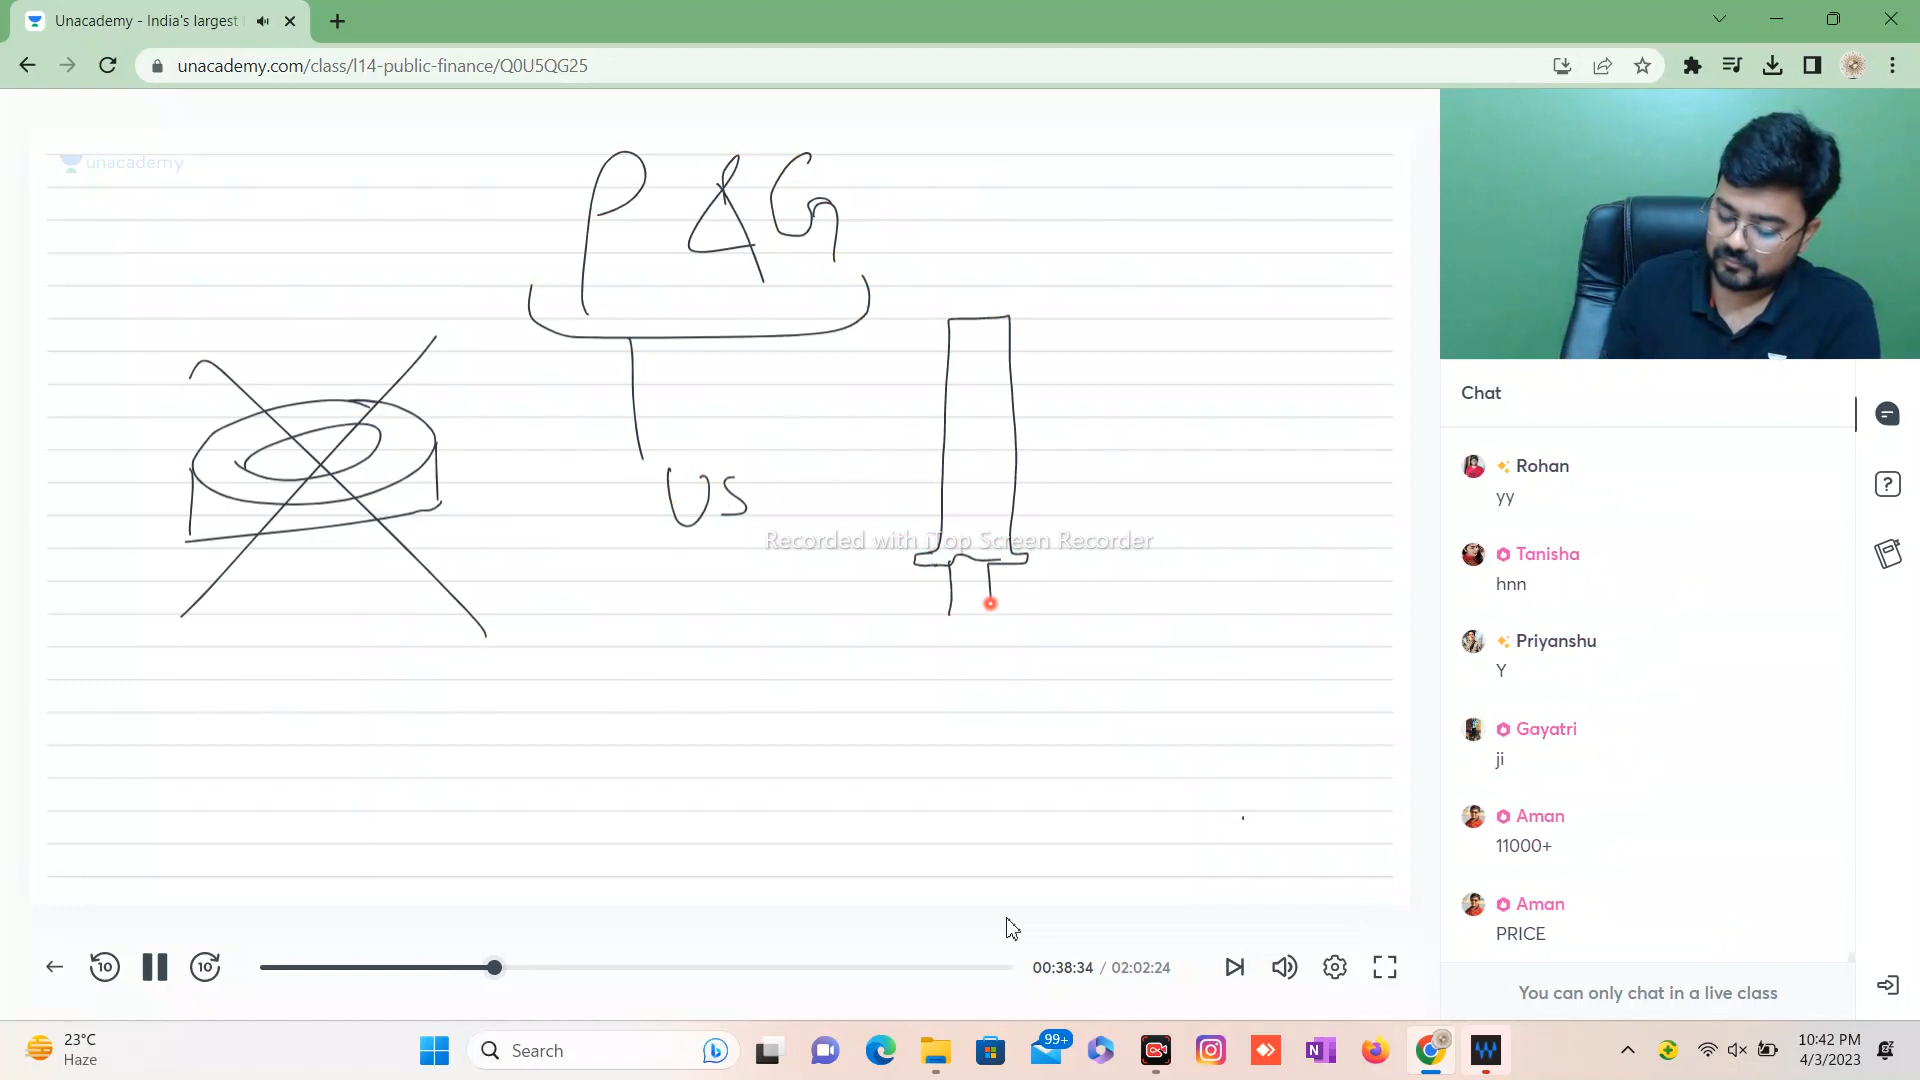 Unacademy - India's largest
unacademy.com/class/l14-public-finance/Q0U5QG25
unacademy
P & G
US
Recorded with iTop Screen Recorder
10
10
00:38:34 / 02:02:24
Chat
Rohan
yy
Tanisha
hnn
Priyanshu
Y
Gayatri
ji
Aman
11000+
Aman
PRICE
You can only chat in a live class
23°C
Haze
Search
99+
N
10:42 PM
4/3/2023